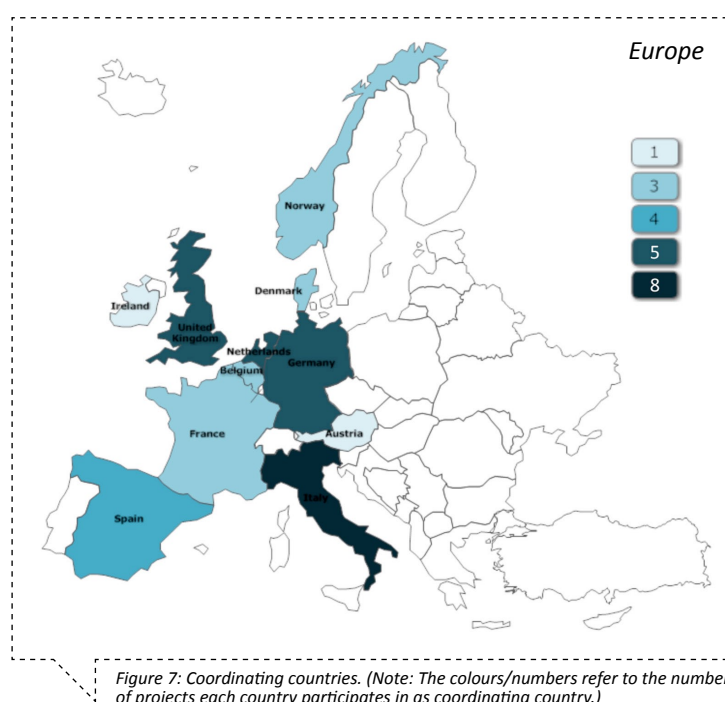 Europe
1
3
4
5
8
Norway
Denmark
Ireland
United
Kingdom
Netherlands
Belgium
Germany
France
Austria
Italy
Spain
Figure 7: Coordinating countries. (Note: The colours/numbers refer to the number
of projects each country participates in as coordinating country.)